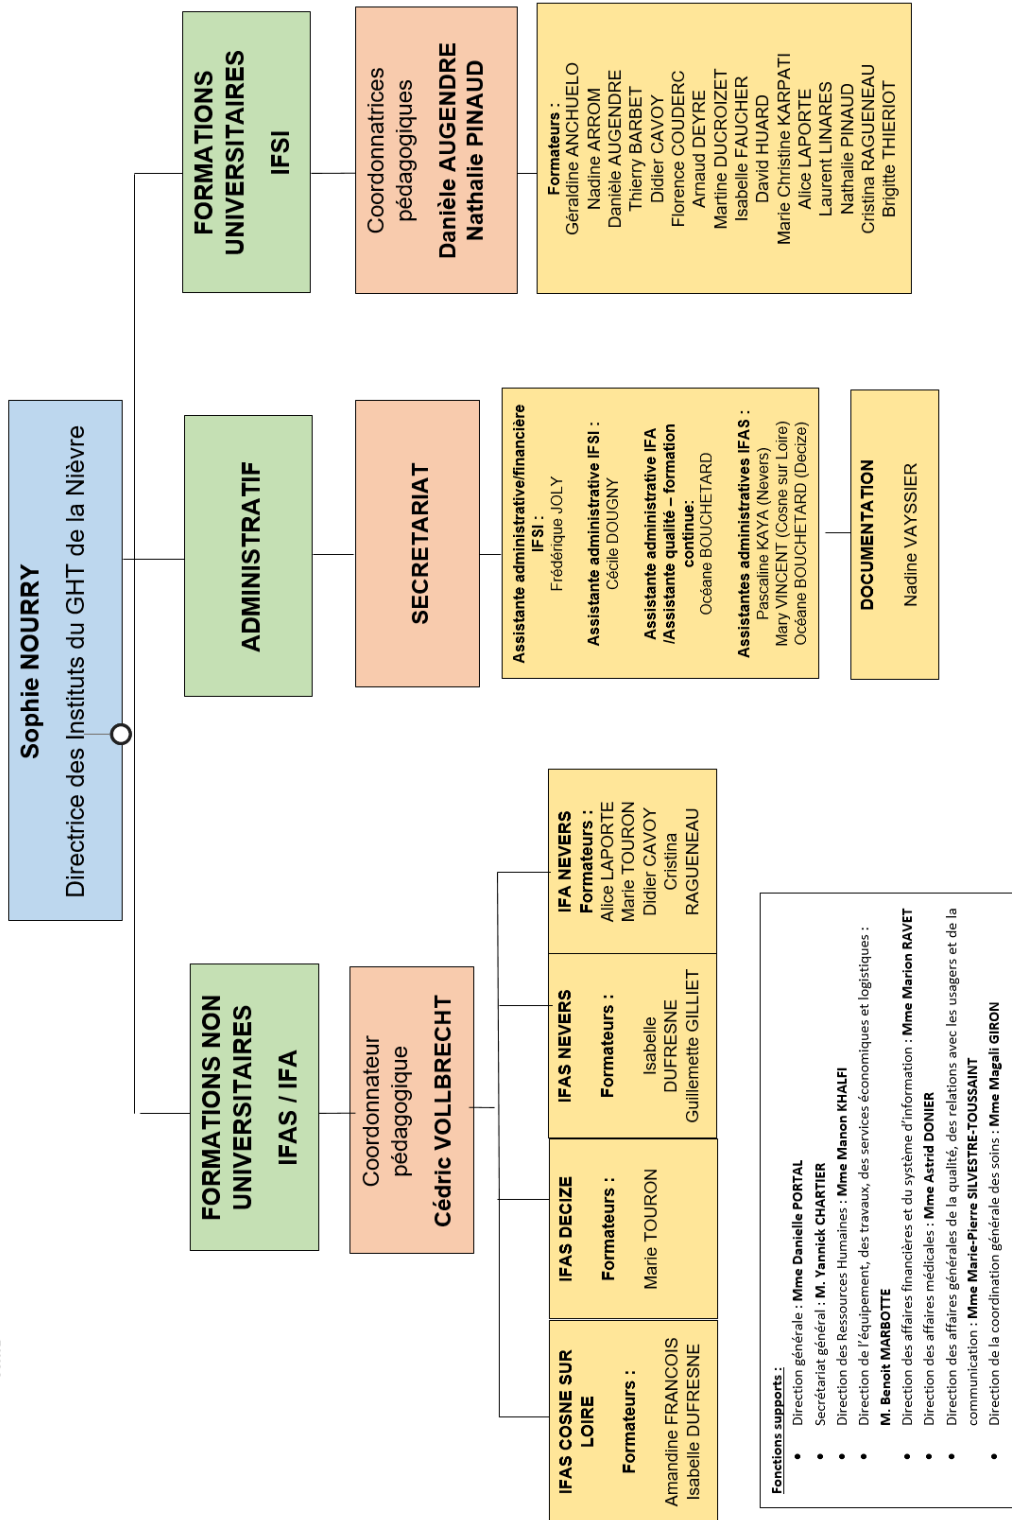 Sophie NOURRY
Directrice des Instituts du GHT de la Nièvre
FORMATIONS NON
UNIVERSITAIRES
IFAS / IFA
Coordonnateur
pédagogique
Cédric VOLLBRECHT
IFAS COSNE SUR
LOIRE
Formateurs :
Amandine FRANCOIS
Isabelle DUFRESNE
IFAS DECIZE
Formateurs :
Marie TOURON
IFAS NEVERS
Formateurs :
Isabelle
DUFRESNE
Guillemette GILLIET
IFA NEVERS
Formateurs :
Alice LAPORTE
Marie TOURON
Didier CAVOY
Cristina
RAGUENEAU
ADMINISTRATIF
SECRETARIAT
Assistante administrative/financière
IFSI :
Frédérique JOLY
Assistante administrative IFSI :
Cécile DOUGNY
Assistante administrative IFA
/Assistante qualité – formation
continue:
Océane BOUCHETARD
Assistantes administratives IFAS :
Pascaline KAYA (Nevers)
Mary VINCENT (Cosne sur Loire)
Océane BOUCHETARD (Decize)
DOCUMENTATION
Nadine VAYSSIER
FORMATIONS
UNIVERSITAIRES
IFSI
Coordonnatrices
pédagogiques
Danièle AUGENDRE
Nathalie PINAUD
Formateurs :
Géraldine ANCHUELO
Nadine ARROM
Danièle AUGENDRE
Thierry BARBET
Didier CAVOY
Florence COUDERC
Arnaud DEYRE
Martine DUCROIZET
Isabelle FAUCHER
David HUARD
Marie Christine KARPATI
Alice LAPORTE
Laurent LINARES
Nathalie PINAUD
Cristina RAGUENEAU
Brigitte THIERIOT
Fonctions supports :
• Direction générale : Mme Danielle PORTAL
• Secrétariat général : M. Yannick CHARTIER
• Direction des Ressources Humaines : Mme Manon KHALFI
• Direction de l'équipement, des travaux, des services économiques et logistiques :
M. Benoit MARBOTTE
• Direction des affaires financières et du système d'information : Mme Marion RAVET
• Direction des affaires médicales : Mme Astrid DONIER
• Direction des affaires générales de la qualité, des relations avec les usagers et de la
communication : Mme Marie-Pierre SILVESTRE-TOUSSAINT
• Direction de la coordination générale des soins : Mme Magali GIRON